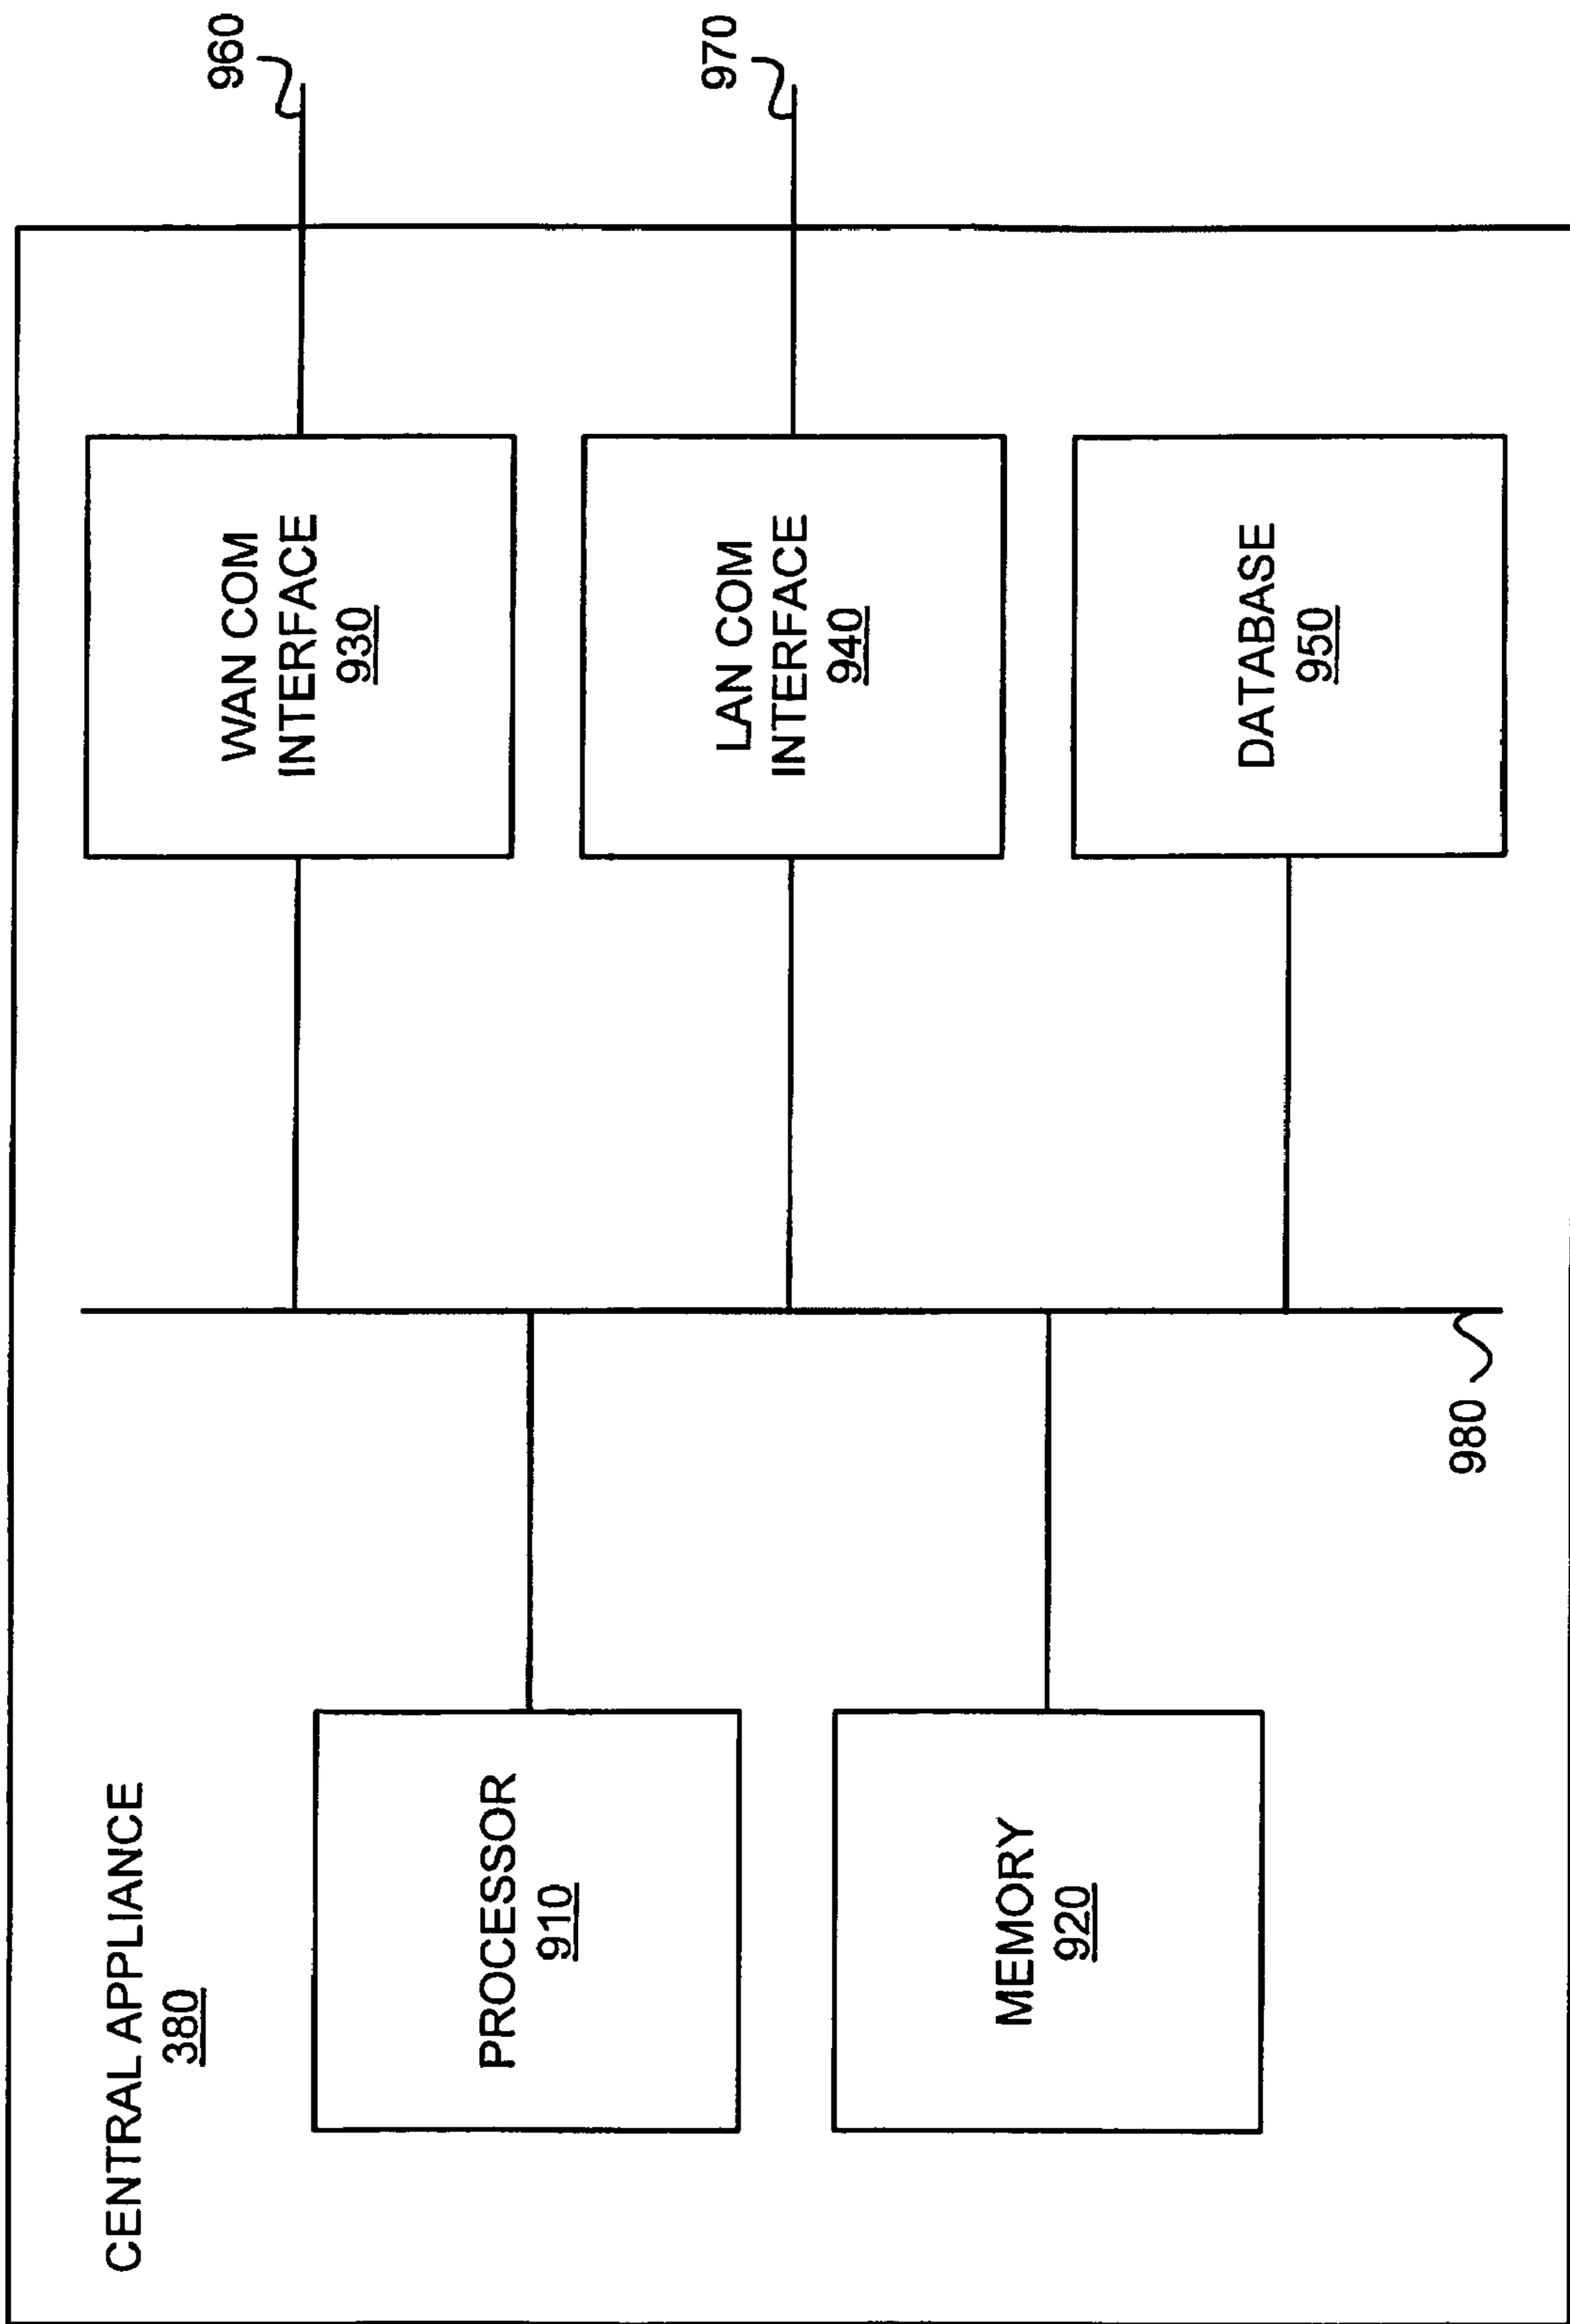 CENTRAL APPLIANCE
380
PROCESSOR
910
MEMORY
920
WAN COM
INTERFACE
930
LAN COM
INTERFACE
940
DATABASE
950
960
970
980